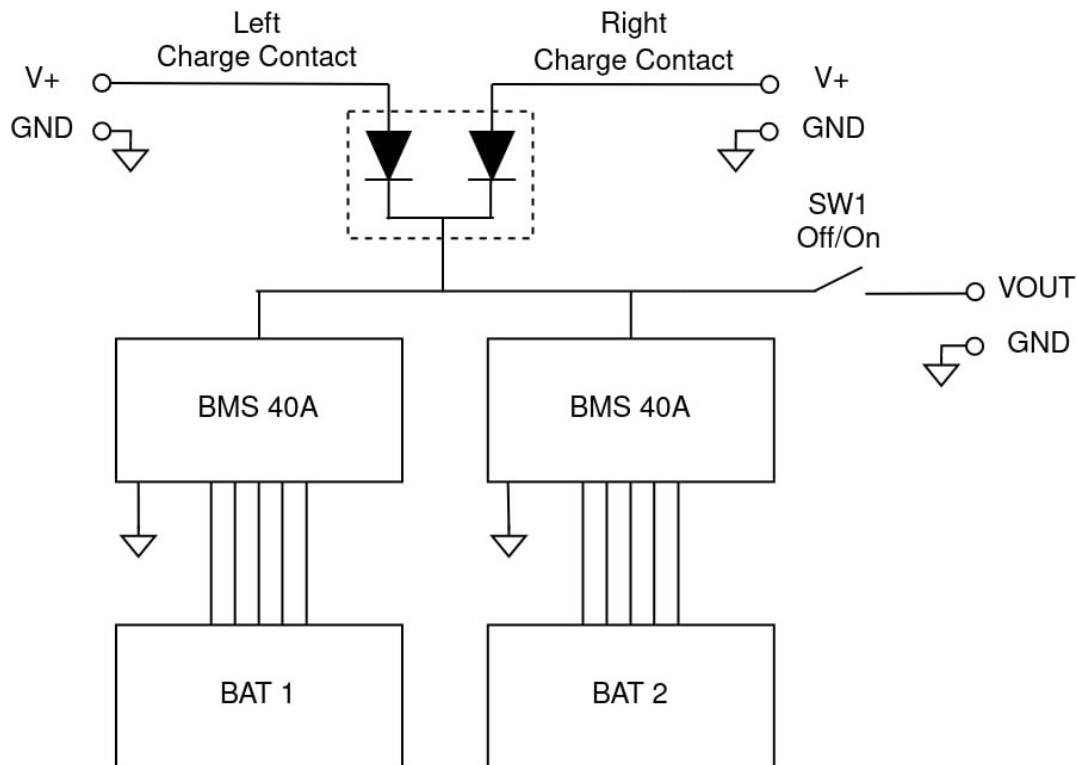 Left
Charge Contact
Right
Charge Contact
V+
V+
GND
GND
SW1
Off/On
VOUT
GND
BMS 40A
BMS 40A
BAT 1
BAT 2